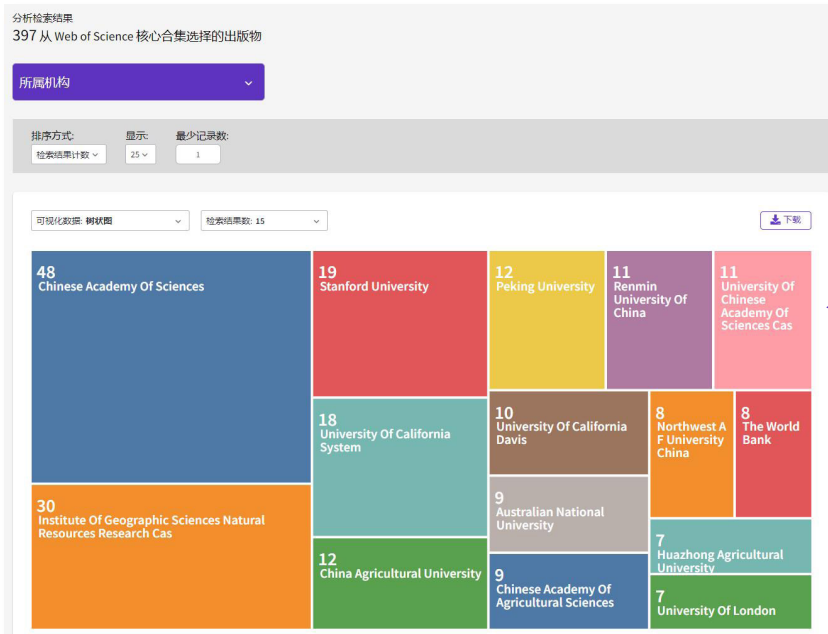 分析检索结果
397 从 Web of Science 核心合集选择的出版物
所属机构
排序方式: 显示: 最少记录数:
检索结果计数 25 1
可视化数据: 树状图 检索结果数: 15 下载
48
Chinese Academy Of Sciences
30
Institute Of Geographic Sciences Natural
Resources Research Cas
19
Stanford University
18
University Of California
System
12
China Agricultural University
12
Peking University
11
Renmin
University Of
China
11
University Of
Chinese
Academy Of
Sciences Cas
10
University Of California
Davis
9
Australian National
University
9
Chinese Academy Of
Agricultural Sciences
8
Northwest A
F University
China
8
The World
Bank
7
Huazhong Agricultural
University
7
University Of London